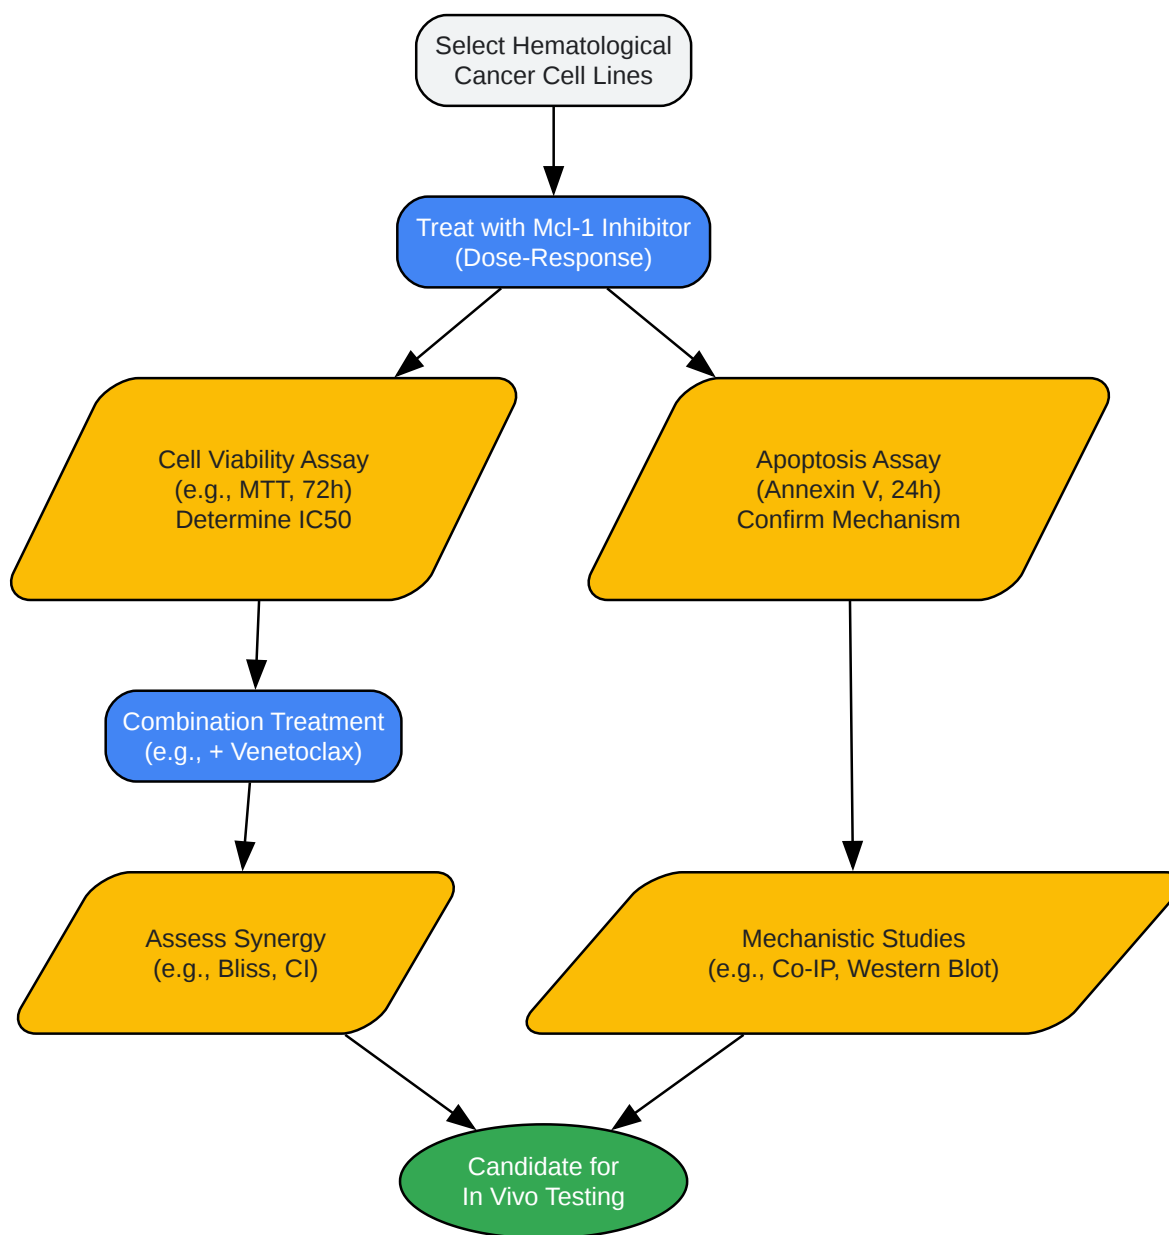 Select Hematological
Cancer Cell Lines
Treat with Mcl-1 Inhibitor
(Dose-Response)
Cell Viability Assay
(e.g., MTT, 72h)
Determine IC50
Apoptosis Assay
(Annexin V, 24h)
Confirm Mechanism
Combination Treatment
(e.g., + Venetoclax)
Assess Synergy
(e.g., Bliss, CI)
Mechanistic Studies
(e.g., Co-IP, Western Blot)
Candidate for
In Vivo Testing